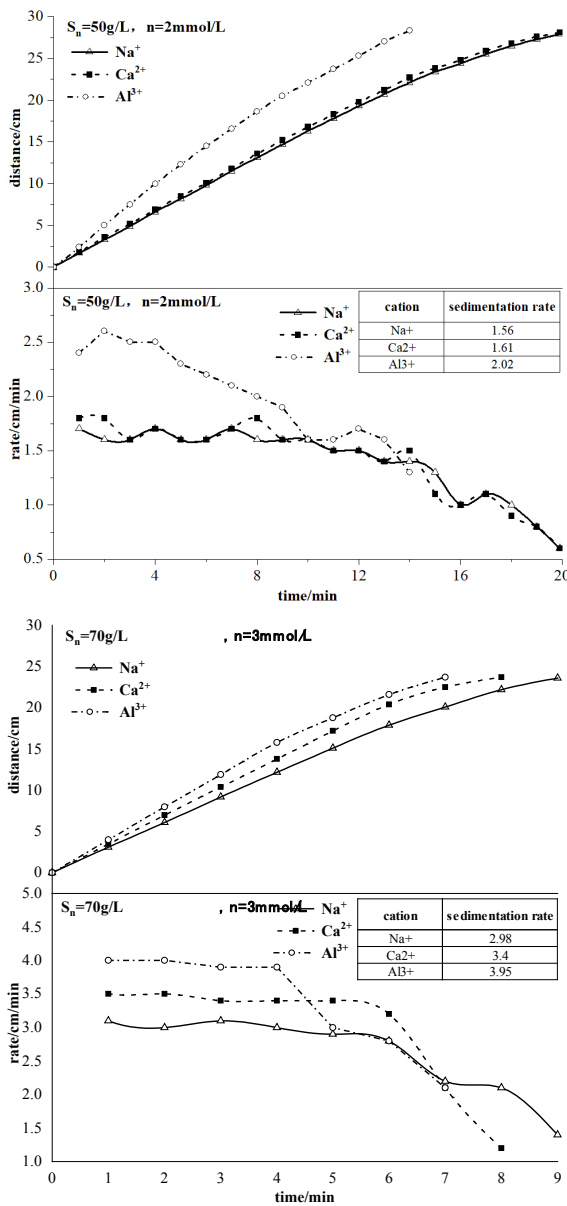 Sn=50g/L，n=2mmol/L
Na+
Ca2+
Al3+
distance/cm
30
25
20
15
10
5
0
Sn=50g/L，n=2mmol/L
Na+
Ca2+
Al3+
cation sedimentation rate
Na+ 1.56
Ca2+ 1.61
Al3+ 2.02
rate/cm/min
3.0
2.5
2.0
1.5
1.0
0.5
0 4 8 12 16 20
time/min
Sn=70g/L ，n=3mmol/L
Na+
Ca2+
Al3+
distance/cm
30
25
20
15
10
5
0
Sn=70g/L ，n=3mmol/L
Na+
Ca2+
Al3+
cation sedimentation rate
Na+ 2.98
Ca2+ 3.4
Al3+ 3.95
rate/cm/min
5.0
4.5
4.0
3.5
3.0
2.5
2.0
1.5
1.0
0 1 2 3 4 5 6 7 8 9
time/min